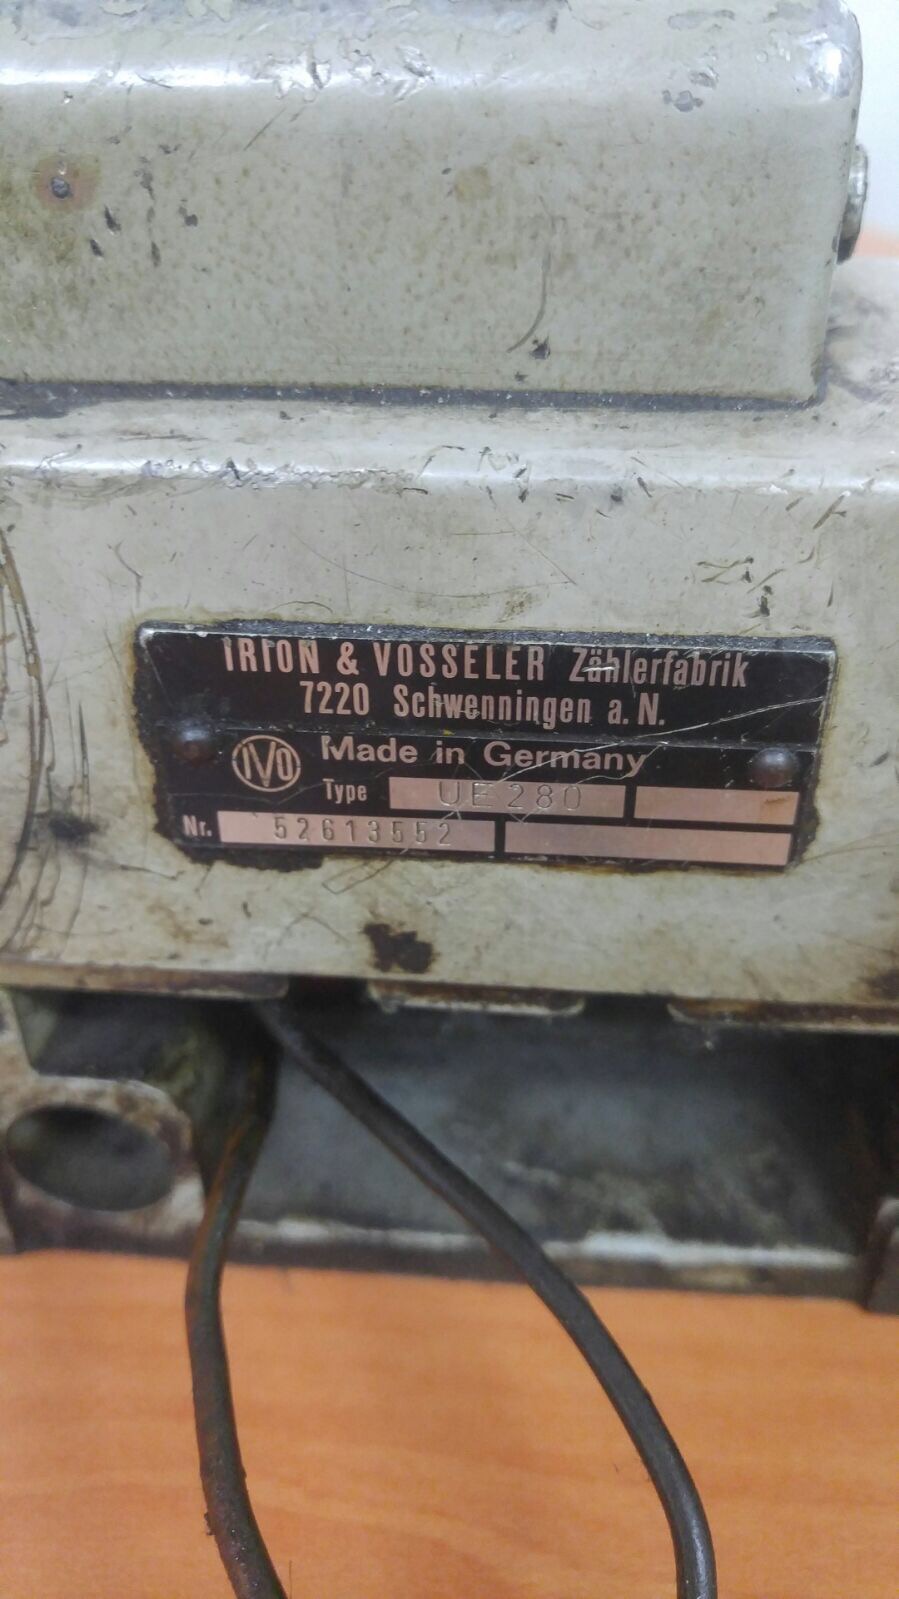 IRION & VOSSELER Zählerfabrik
7220 Schwenningen a. N.
IVO Made in Germany
Type UE 280
Nr. 52613552